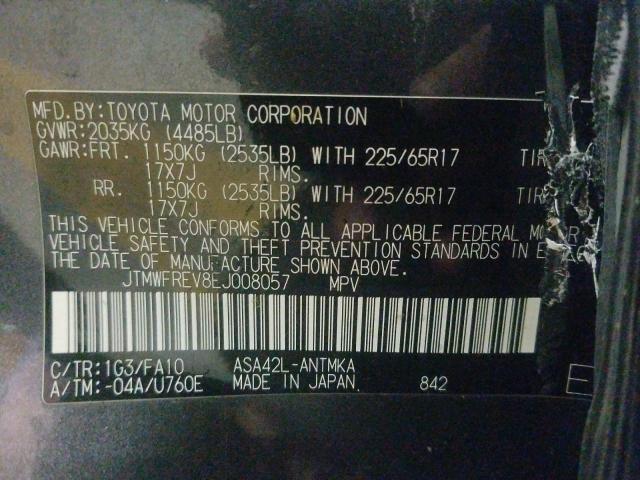 MFD.BY:TOYOTA MOTOR CORPORATION
GVWR:2035KG (4485LB)
GAWR:FRT. 1150KG (2535LB) WITH 225/65R17 TIR
17X7J RIMS.
RR. 1150KG (2535LB) WITH 225/65R17 TIR
17X7J RIMS.
THIS VEHICLE CONFORMS TO ALL APPLICABLE FEDERAL M
VEHICLE SAFETY AND THEFT PREVENTION STANDARDS IN E
THE DATE OF MANUFACTURE SHOWN ABOVE.
JTMWFREV8EJ008057 MPV
C/TR:1G3/FA10 ASA42L-ANTMKA
A/TM:-04A/U760E MADE IN JAPAN 842
E